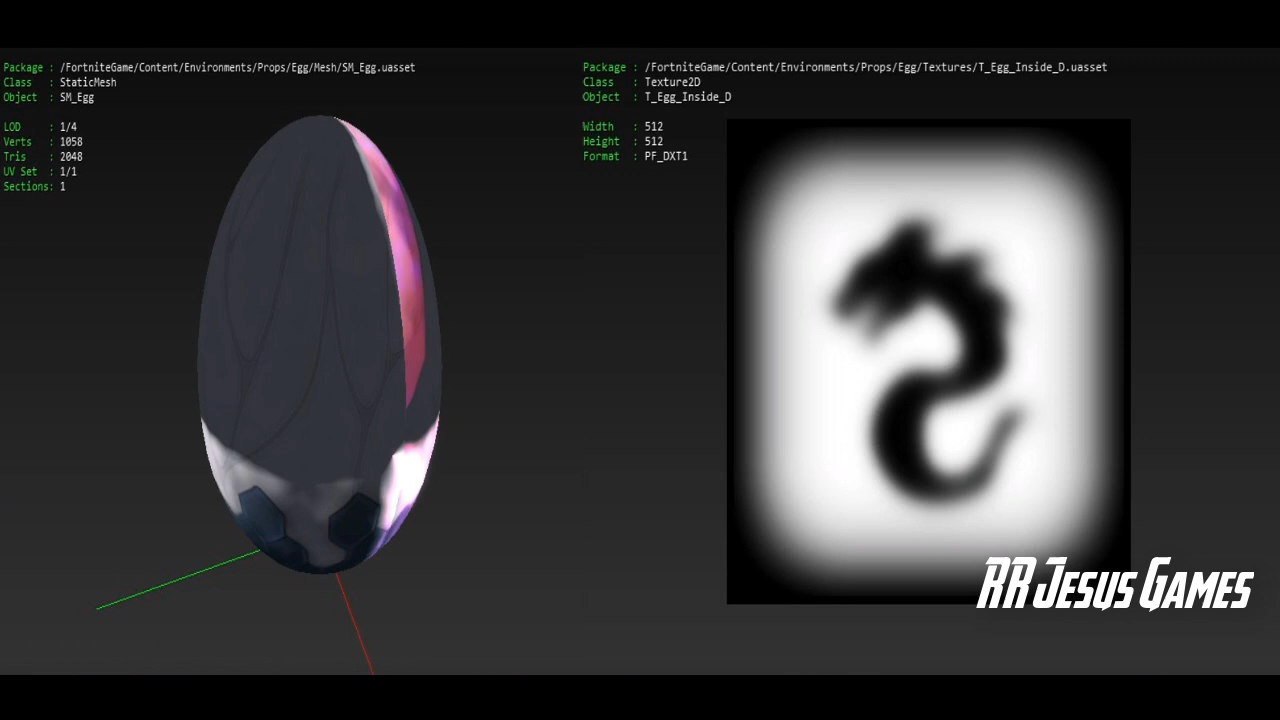 Package : /FortniteGame/Content/Environments/Props/Egg/Mesh/SM_Egg.uasset
Class : StaticMesh
Object : SM_Egg
LOD : 1/4
Verts : 1058
Tris : 2048
UV Set : 1/1
Sections: 1
Package : /FortniteGame/Content/Environments/Props/Egg/Textures/T_Egg_Inside_D.uasset
Class : Texture2D
Object : T_Egg_Inside_D
Width : 512
Height : 512
Format : PF_DXT1
RR JESUS GAMES